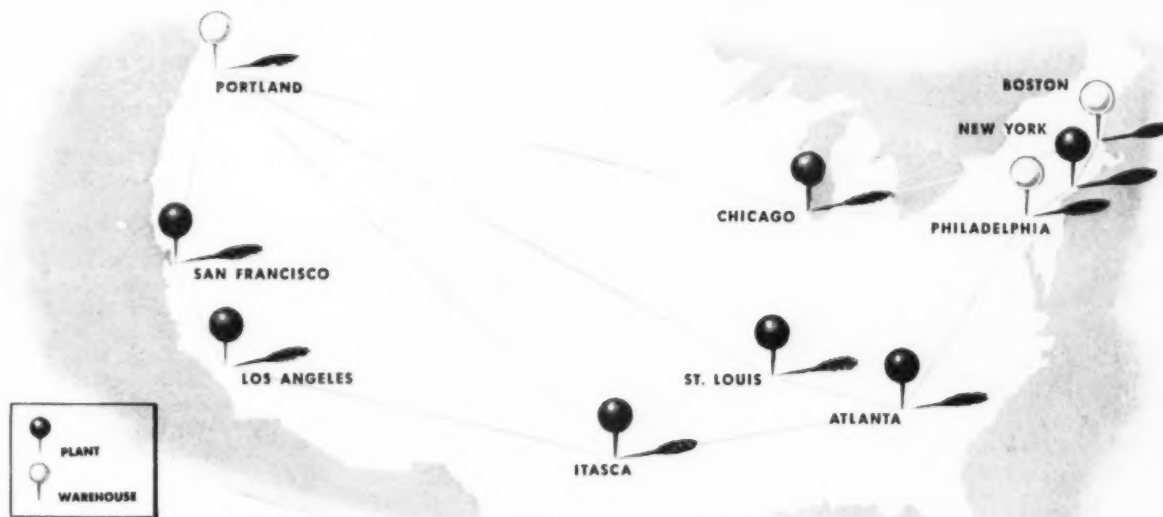 PORTLAND
BOSTON
NEW YORK
CHICAGO
PHILADELPHIA
SAN FRANCISCO
LOS ANGELES
ST. LOUIS
ATLANTA
ITASCA
PLANT
WAREHOUSE